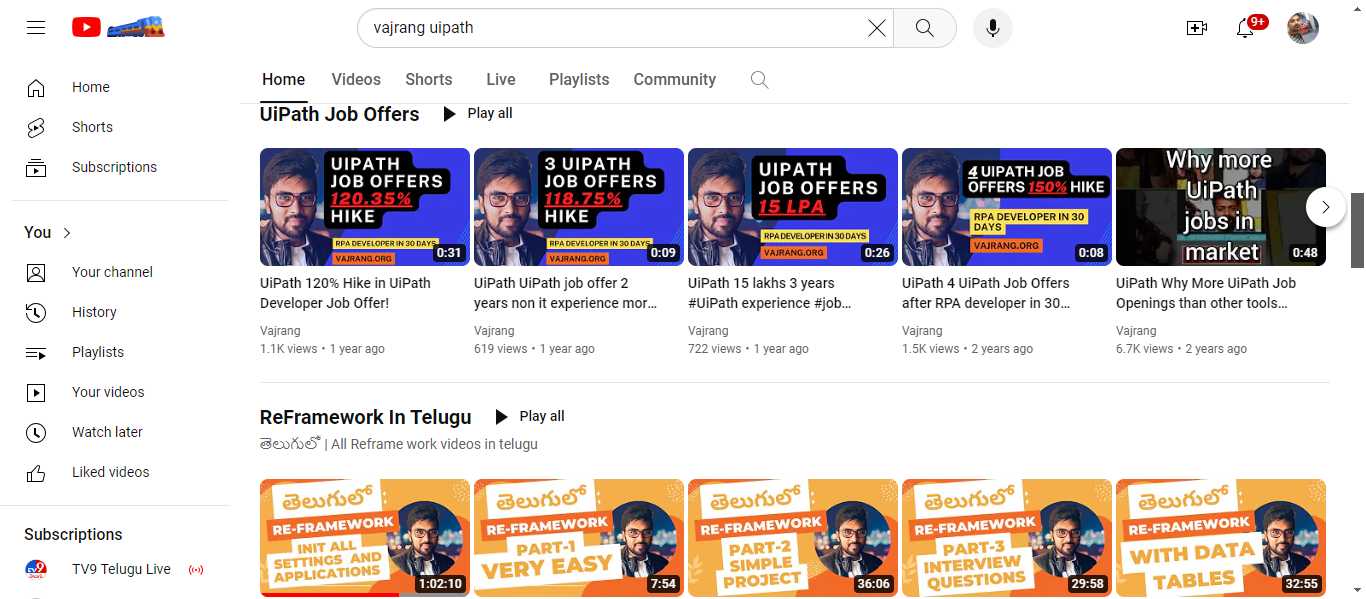 vajrang uipath
9+
Home
Shorts
Subscriptions
You
Your channel
History
Playlists
Your videos
Watch later
Liked videos
Subscriptions
TV9 Telugu Live
Home Videos Shorts Live Playlists Community
UiPath Job Offers Play all
UIPATH
JOB OFFERS
120.35%
HIKE
RPA DEVELOPER IN 30 DAYS
VAJRANG.ORG
0:31
UiPath 120% Hike in UiPath
Developer Job Offer!
Vajrang
1.1K views • 1 year ago
3 UIPATH
JOB OFFERS
118.75%
HIKE
RPA DEVELOPER IN 30 DAYS
VAJRANG.ORG
0:09
UiPath UiPath job offer 2
years non it experience mor...
Vajrang
619 views • 1 year ago
UIPATH
JOB OFFERS
15 LPA
RPA DEVELOPER IN 30 DAYS
VAJRANG.ORG
0:26
UiPath 15 lakhs 3 years
#UiPath experience #job...
Vajrang
722 views • 1 year ago
4 UIPATH JOB
OFFERS 150% HIKE
RPA DEVELOPER IN 30
DAYS
VAJRANG.ORG
0:08
UiPath 4 UiPath Job Offers
after RPA developer in 30...
Vajrang
1.5K views • 2 years ago
Why more
UiPath
jobs in
market
0:48
UiPath Why More UiPath Job
Openings than other tools...
Vajrang
6.7K views • 2 years ago
ReFramework In Telugu Play all
తెలుగులో | All Reframe work videos in telugu
తెలుగులో
RE-FRAMEWORK
INIT ALL
SETTINGS AND
APPLICATIONS
1:02:10
తెలుగులో
RE-FRAMEWORK
PART-1
VERY EASY
7:54
తెలుగులో
RE-FRAMEWORK
PART-2
SIMPLE
PROJECT
36:06
తెలుగులో
RE-FRAMEWORK
PART-3
INTERVIEW
QUESTIONS
29:58
తెలుగులో
RE-FRAMEWORK
WITH DATA
TABLES
32:55